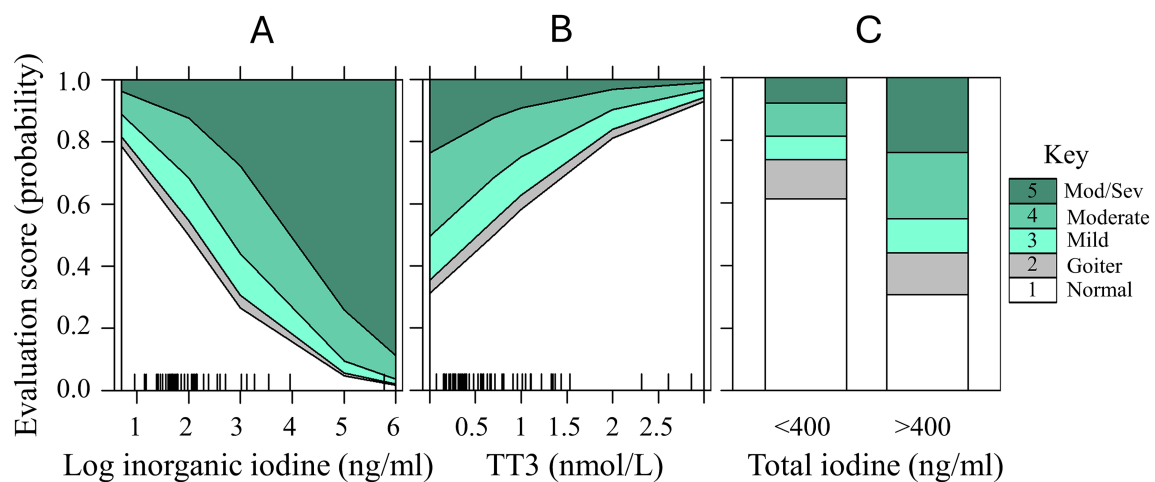 A B C
Evaluation score (probability)
1.0
0.8
0.6
0.4
0.2
0.0
1 2 3 4 5 6
0.5 1 1.5 2 2.5
<400 >400
Log inorganic iodine (ng/ml) TT3 (nmol/L) Total iodine (ng/ml)
Key
5 Mod/Sev
4 Moderate
3 Mild
2 Goiter
1 Normal